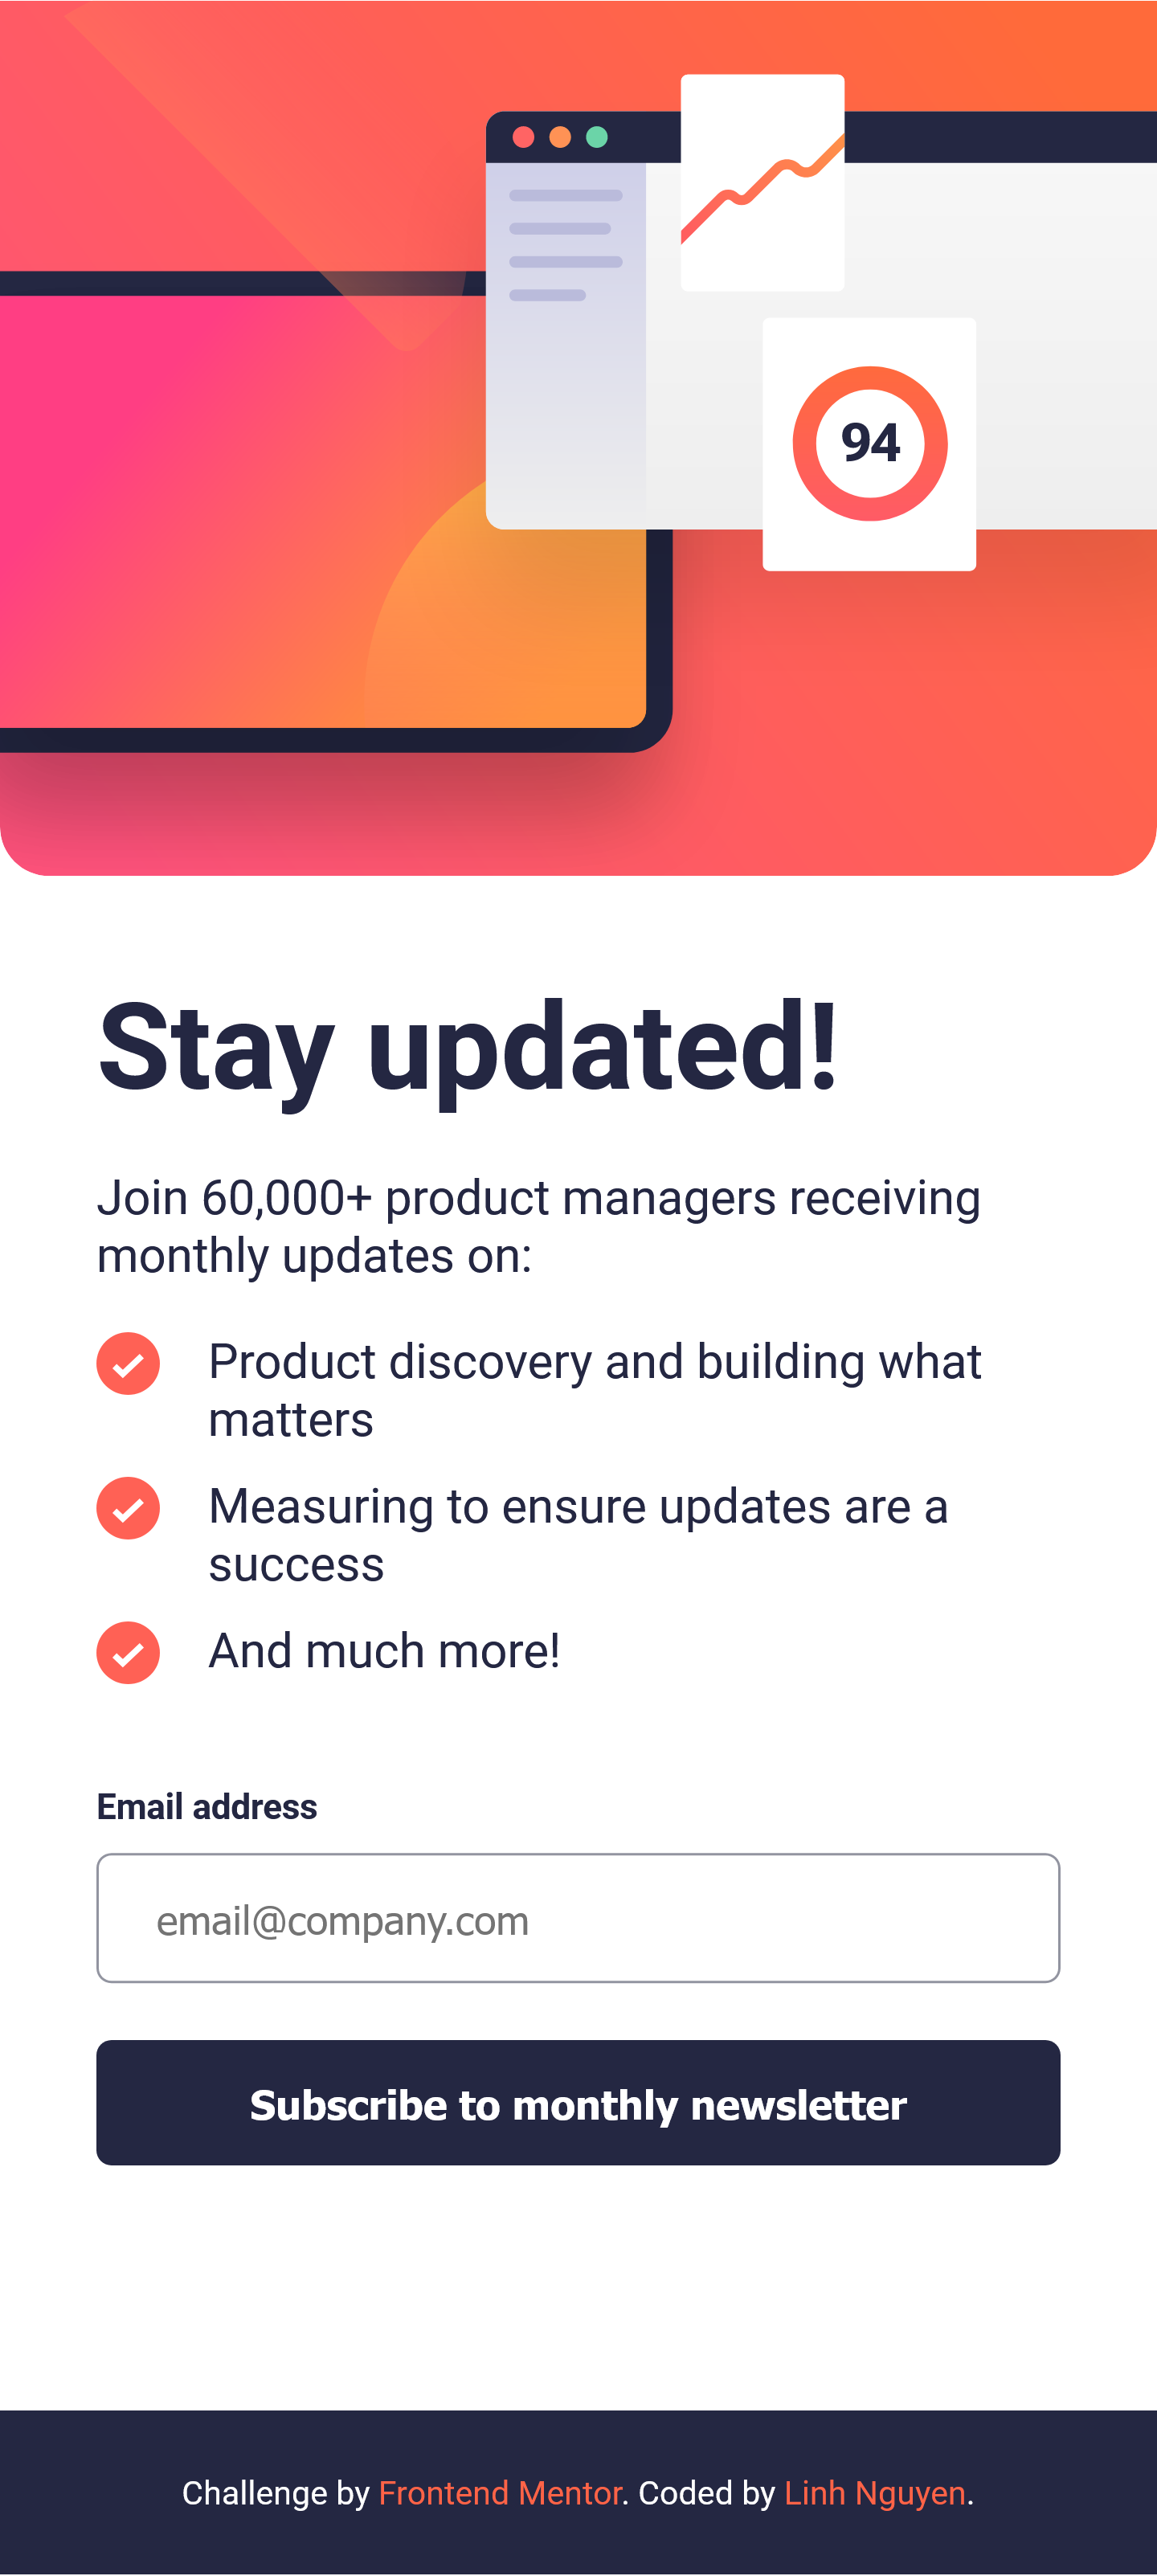 94
Stay updated!
Join 60,000+ product managers receiving
monthly updates on:
Product discovery and building what
matters
Measuring to ensure updates are a
success
And much more!
Email address
email@company.com
Subscribe to monthly newsletter
Challenge by Frontend Mentor. Coded by Linh Nguyen.